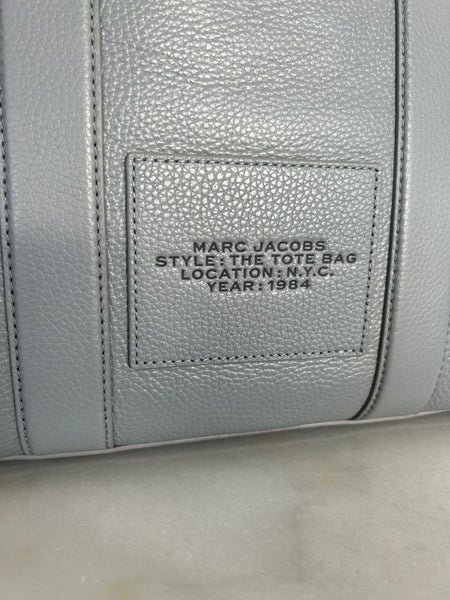 MARC JACOBS
STYLE: THE TOTE BAG
LOCATION: N.Y.C.
YEAR: 1984